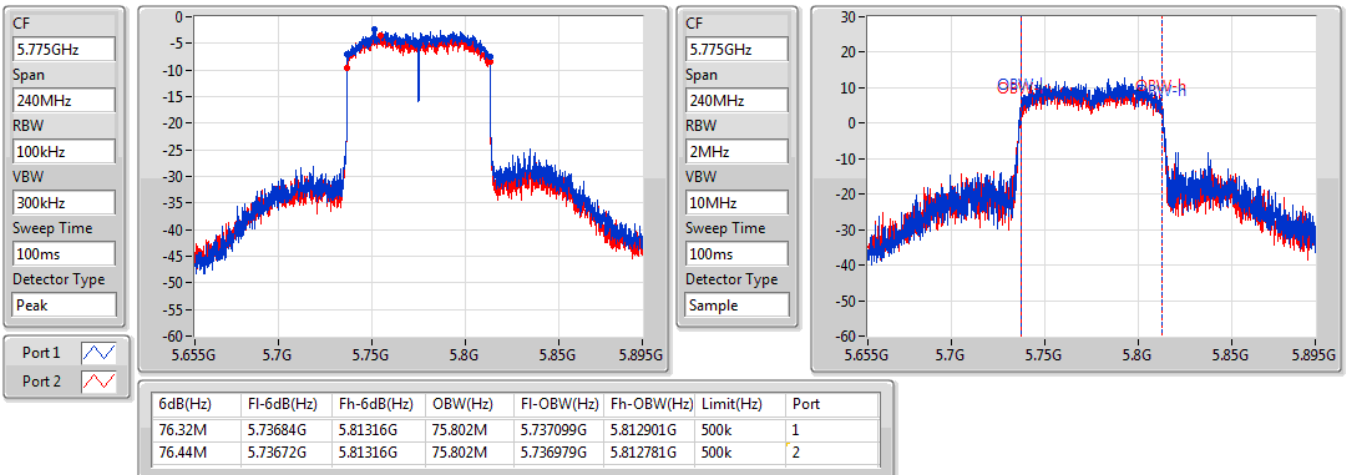 CF
5.775GHz
Span
240MHz
RBW
100kHz
VBW
300kHz
Sweep Time
100ms
Detector Type
Peak
Port 1
Port 2
0
-5
-10
-15
-20
-25
-30
-35
-40
-45
-50
-55
-60
5.655G 5.7G 5.75G 5.8G 5.85G 5.895G
CF
5.775GHz
Span
240MHz
RBW
2MHz
VBW
10MHz
Sweep Time
100ms
Detector Type
Sample
30
20
10
0
-10
-20
-30
-40
-50
-60
OBW-h
5.655G 5.7G 5.75G 5.8G 5.85G 5.895G
6dB(Hz) Fl-6dB(Hz) Fh-6dB(Hz) OBW(Hz) Fl-OBW(Hz) Fh-OBW(Hz) Limit(Hz) Port
76.32M 5.73684G 5.81316G 75.802M 5.737099G 5.812901G 500k 1
76.44M 5.73672G 5.81316G 75.802M 5.736979G 5.812781G 500k 2